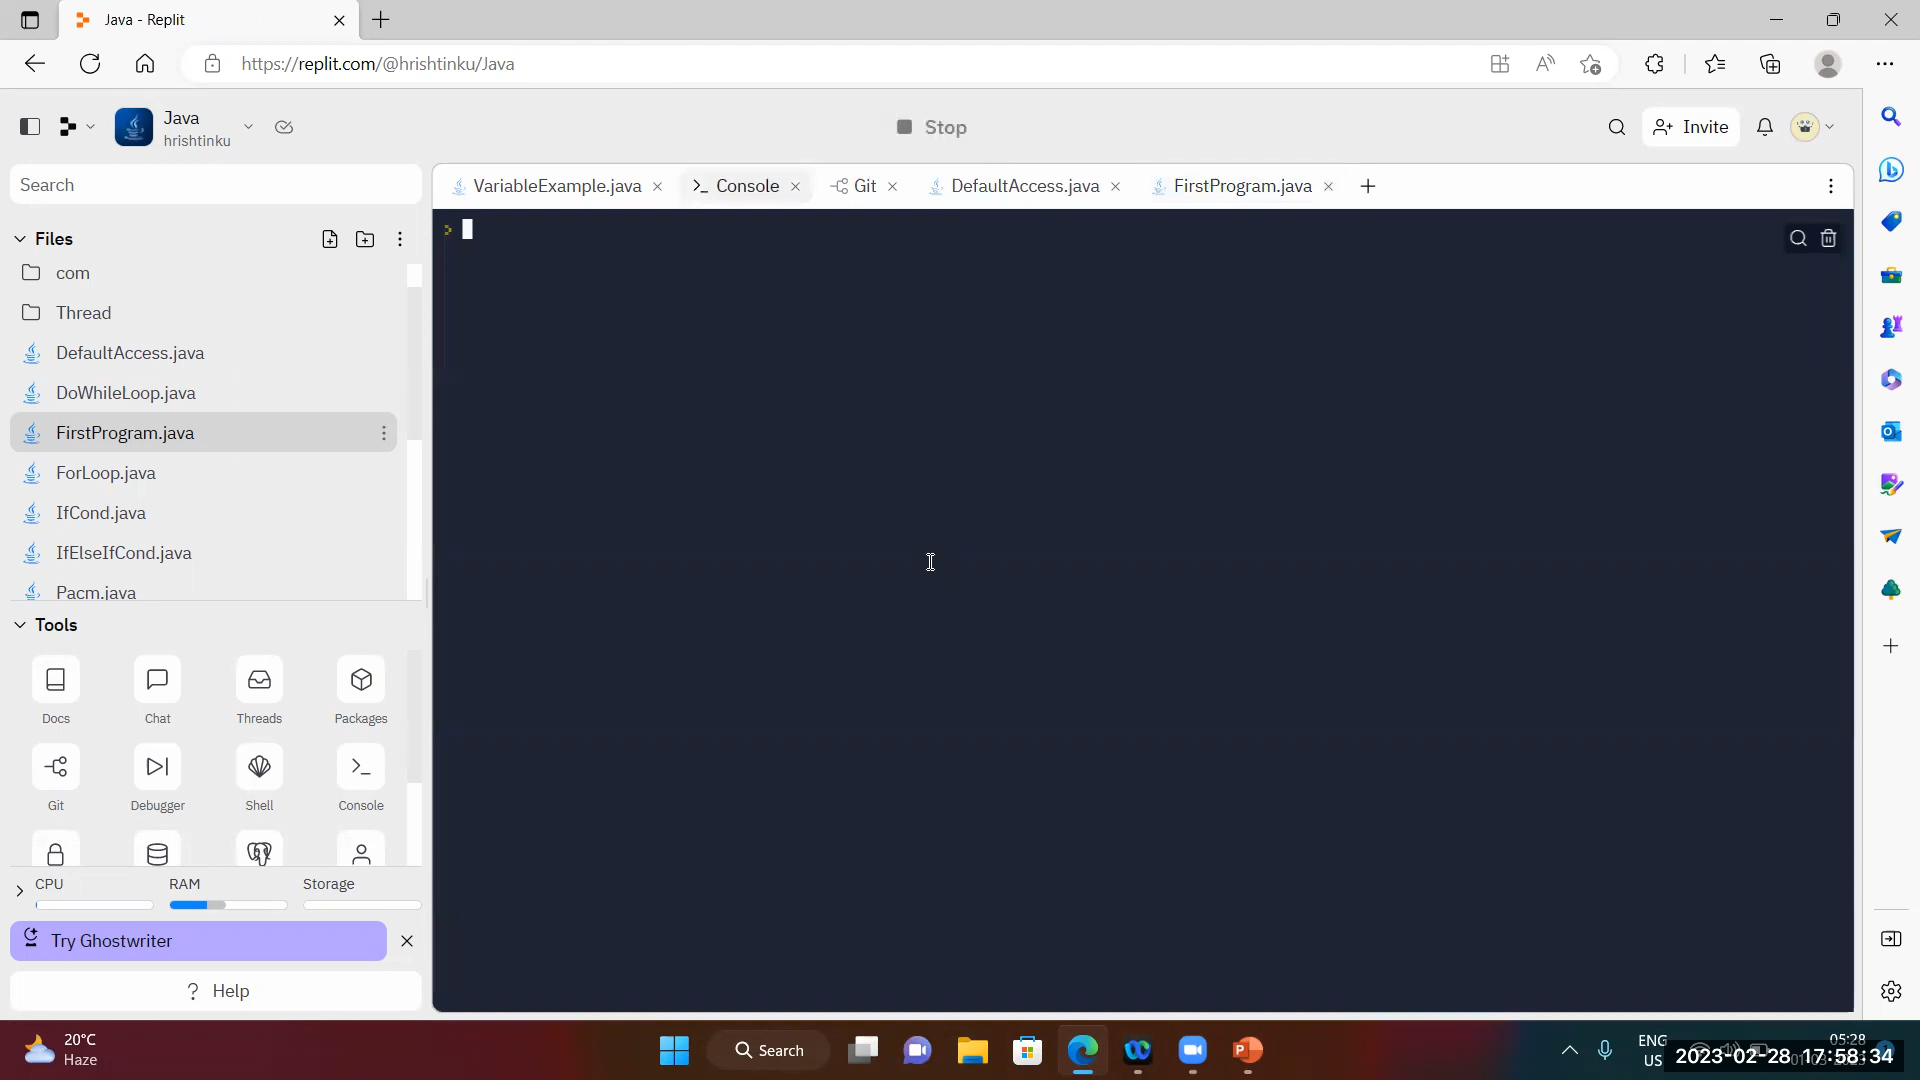 Java - Replit
https://replit.com/@hrishtinku/Java
Java
hrishtinku
Stop
Invite
Search
VariableExample.java
Console
Git
DefaultAccess.java
FirstProgram.java
Files
com
Thread
DefaultAccess.java
DoWhileLoop.java
FirstProgram.java
ForLoop.java
IfCond.java
IfElseIfCond.java
Pacm.java
Tools
Docs
Chat
Threads
Packages
Git
Debugger
Shell
Console
CPU
RAM
Storage
Try Ghostwriter
? Help
20°C
Haze
Search
ENG
US
05:28
2023-02-28 17:58:34